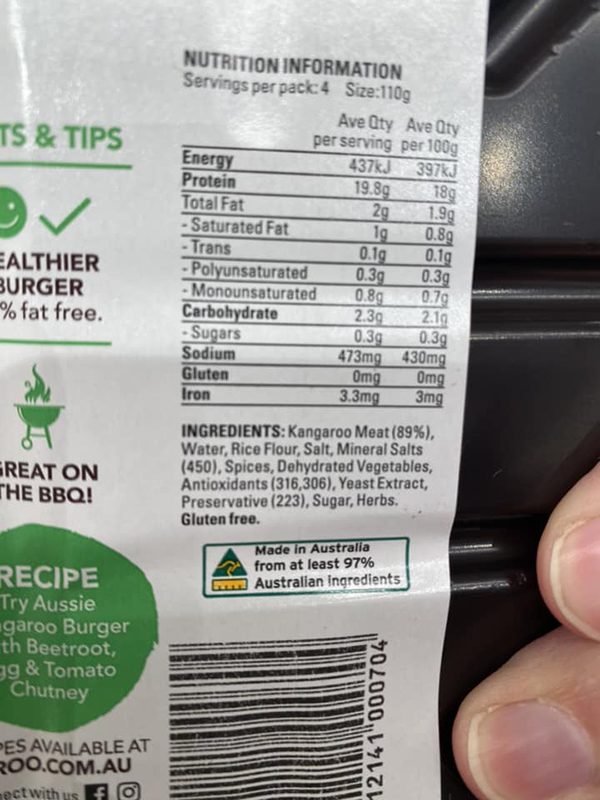 TS & TIPS
EALTHIER
BURGER
% fat free.
GREAT ON
THE BBQ!
RECIPE
Try Aussie
garoo Burger
th Beetroot,
gg & Tomato
Chutney
PES AVAILABLE AT
ROO.COM.AU
ect with us
NUTRITION INFORMATION
Servings per pack: 4 Size:110g
Ave Qty Ave Qty
per serving per 100g
Energy 437kJ 397kJ
Protein 19.8g 18g
Total Fat 2g 1.9g
- Saturated Fat 1g 0.8g
- Trans 0.1g 0.1g
- Polyunsaturated 0.3g 0.3g
- Monounsaturated 0.8g 0.7g
Carbohydrate 2.3g 2.1g
- Sugars 0.3g 0.3g
Sodium 473mg 430mg
Gluten 0mg 0mg
Iron 3.3mg 3mg
INGREDIENTS: Kangaroo Meat (89%),
Water, Rice Flour, Salt, Mineral Salts
(450), Spices, Dehydrated Vegetables,
Antioxidants (316,306), Yeast Extract,
Preservative (223), Sugar, Herbs.
Gluten free.
Made in Australia
from at least 97%
Australian ingredients
12141 000704